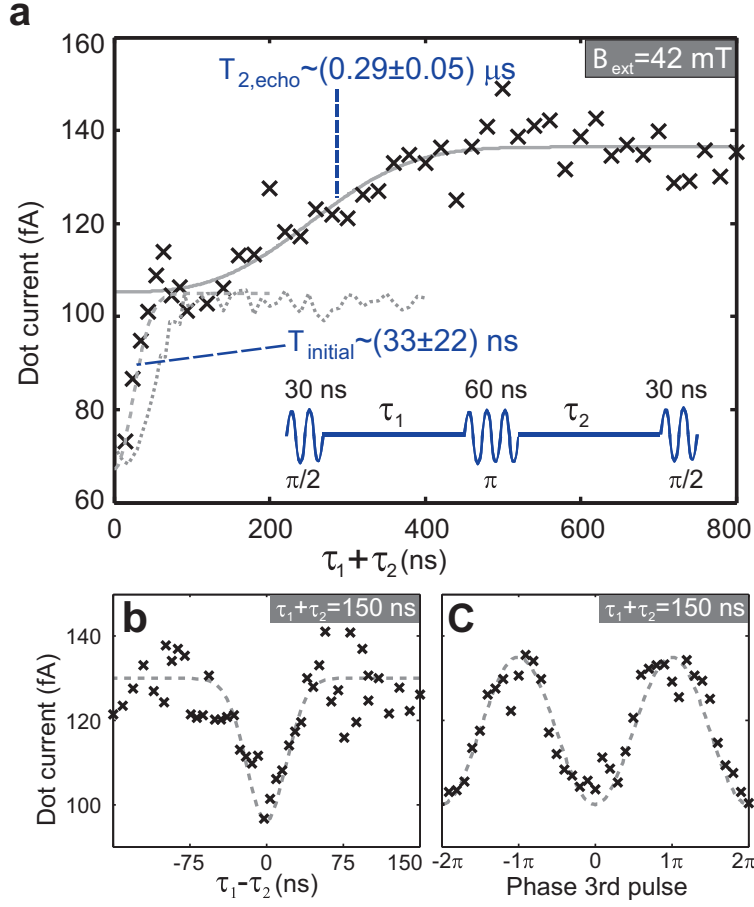 a
160
140
120
100
80
60
Dot current (fA)
B_ext=42 mT
T_2,echo~(0.29±0.05) μs
T_initial~(33±22) ns
30 ns
60 ns
30 ns
τ_1
τ_2
π/2
π
π/2
0
200
400
600
800
τ_1+τ_2 (ns)
b
τ_1+τ_2=150 ns
140
120
100
Dot current (fA)
-75
0
75
150
τ_1-τ_2 (ns)
c
τ_1+τ_2=150 ns
-2π
-1π
0
1π
2π
Phase 3rd pulse